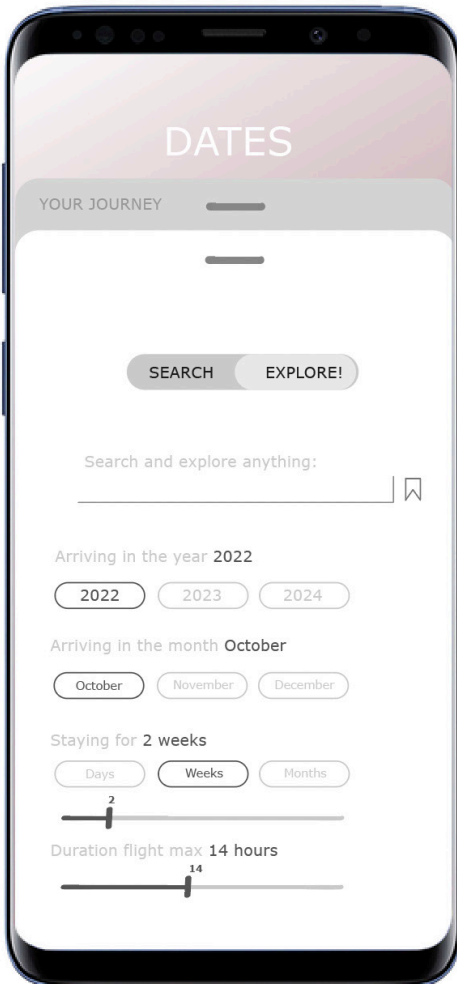 DATES
YOUR JOURNEY
SEARCH EXPLORE!
Search and explore anything:
Arriving in the year 2022
2022 2023 2024
Arriving in the month October
October November December
Staying for 2 weeks
Days Weeks Months
2
Duration flight max 14 hours
14